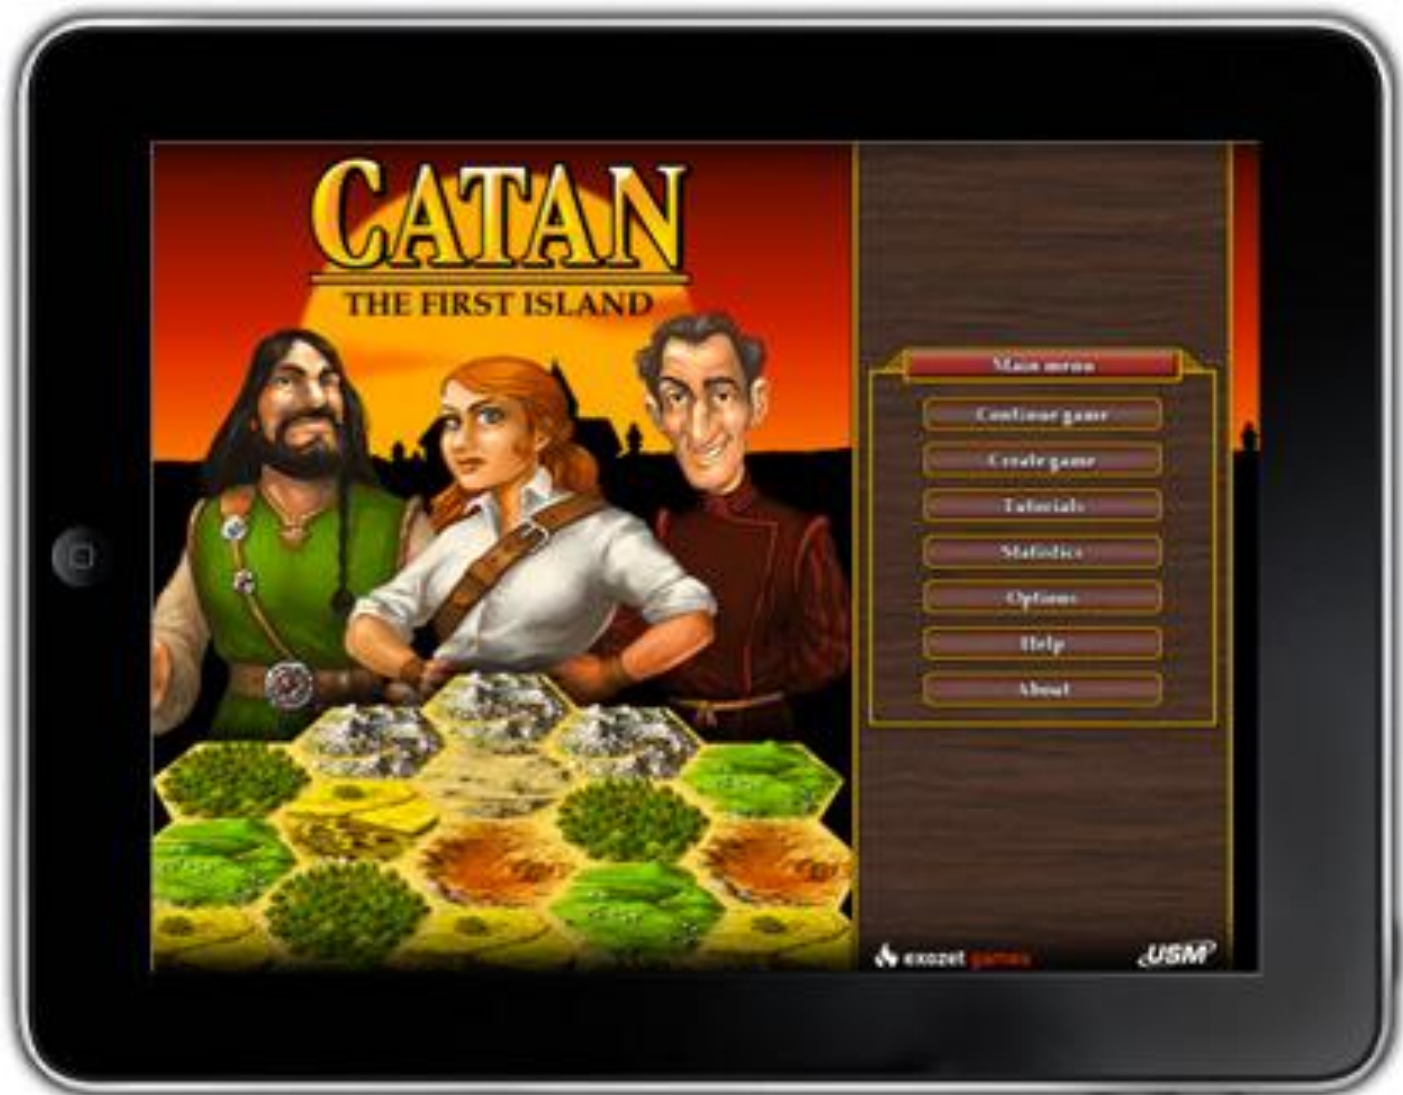 CATAN
THE FIRST ISLAND
Main menu
Continue game
Create game
Tutorials
Statistics
Options
Help
About
exozet games
USM